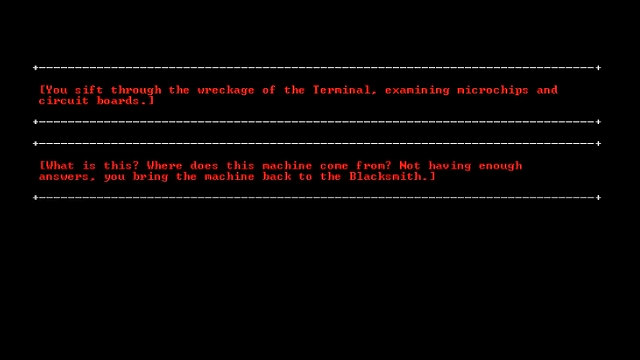 [You sift through the wreckage of the Terminal, examining microchips and
circuit boards.]
[What is this? Where does this machine come from? Not having enough
answers, you bring the machine back to the Blacksmith.]